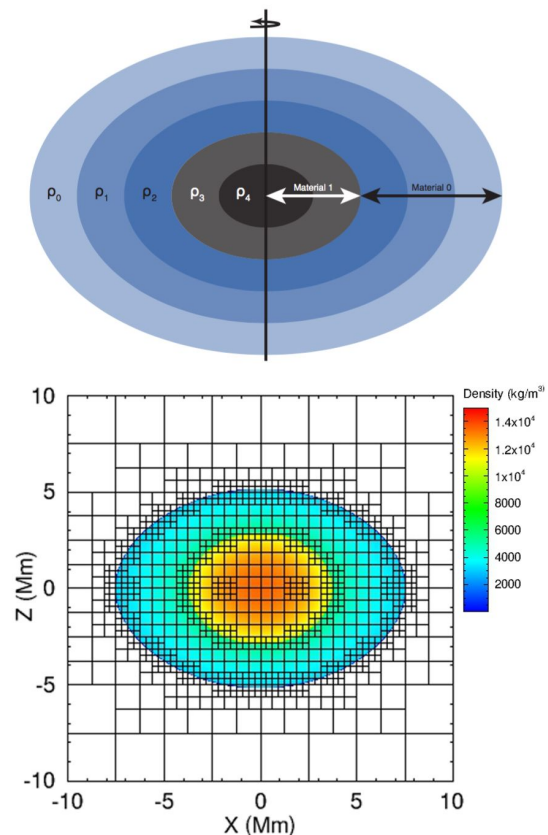 ρ0
ρ1
ρ2
ρ3
ρ4
Material 1
Material 0
Density (kg/m³)
1.4x10⁴
1.2x10⁴
1x10⁴
8000
6000
4000
2000
10
5
0
-5
-10
Z (Mm)
-10
-5
0
5
10
X (Mm)